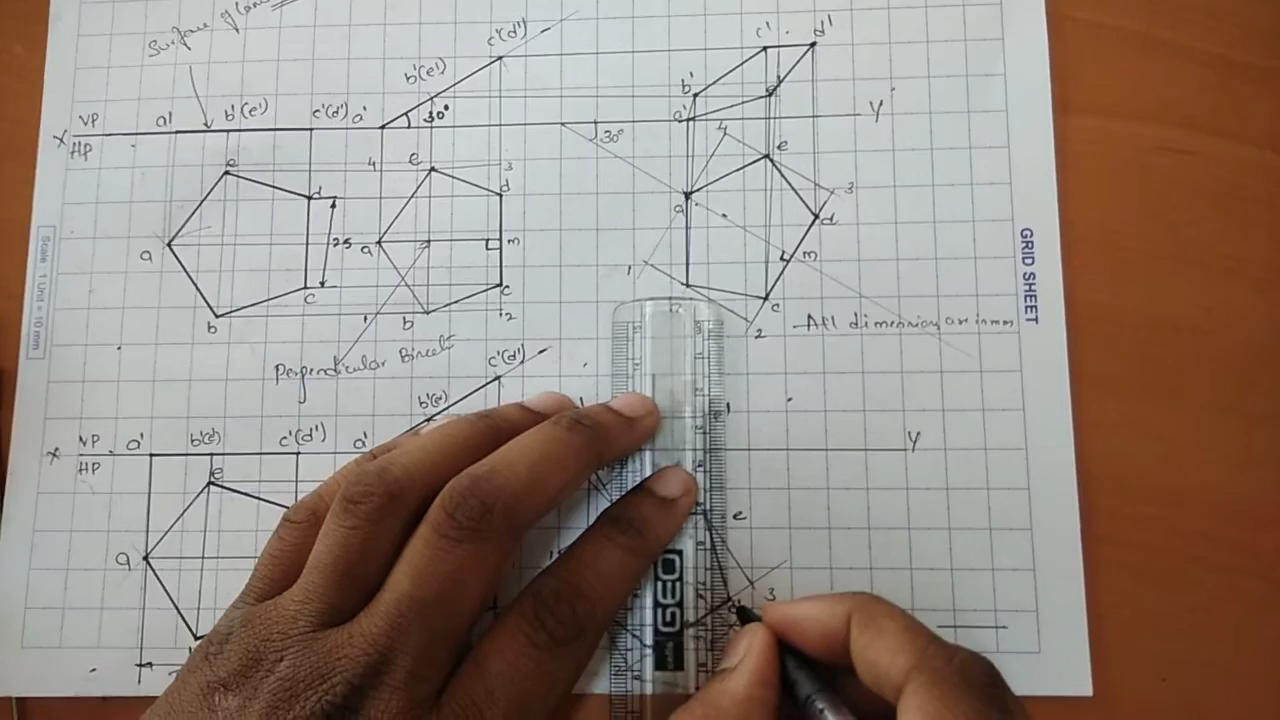 Surface of
c'(d')
c'
d'
b'(e')
b'
X
VP
a'
b'(e')
c'(d')
a'
30°
a'
Y
HP
30°
4
e
4
e
3
e
3
d
d
a
d
a
25
a
m
m
1
c
c
b
1
b
2
c
2
All dimensions are in mm
Perpendicular Bisect
c'(d')
b'(e')
X
VP
a'
b'(e')
c'(d')
a'
Y
HP
e
e
a
3
GEO
GRID SHEET
Scale : 1 Unit = 10 mm